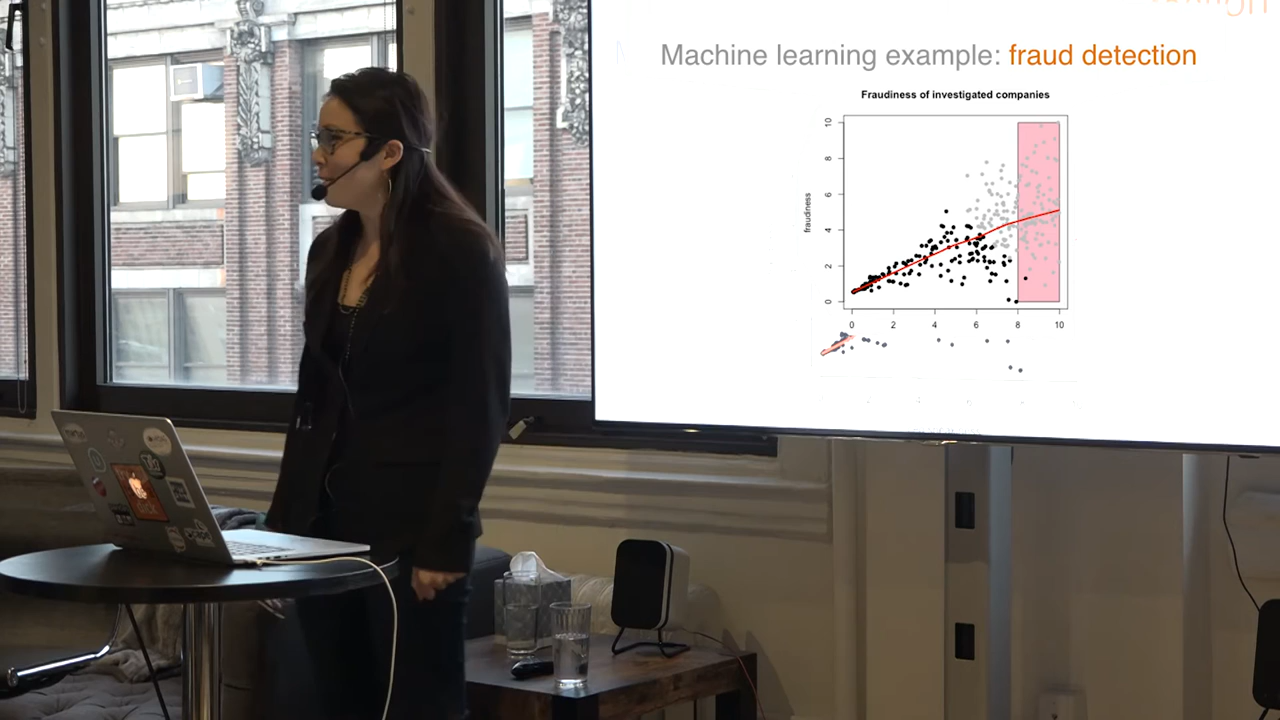 Machine learning example: fraud detection
Fraudiness of investigated companies
fraudiness
10
8
6
4
2
0
0 2 4 6 8 10